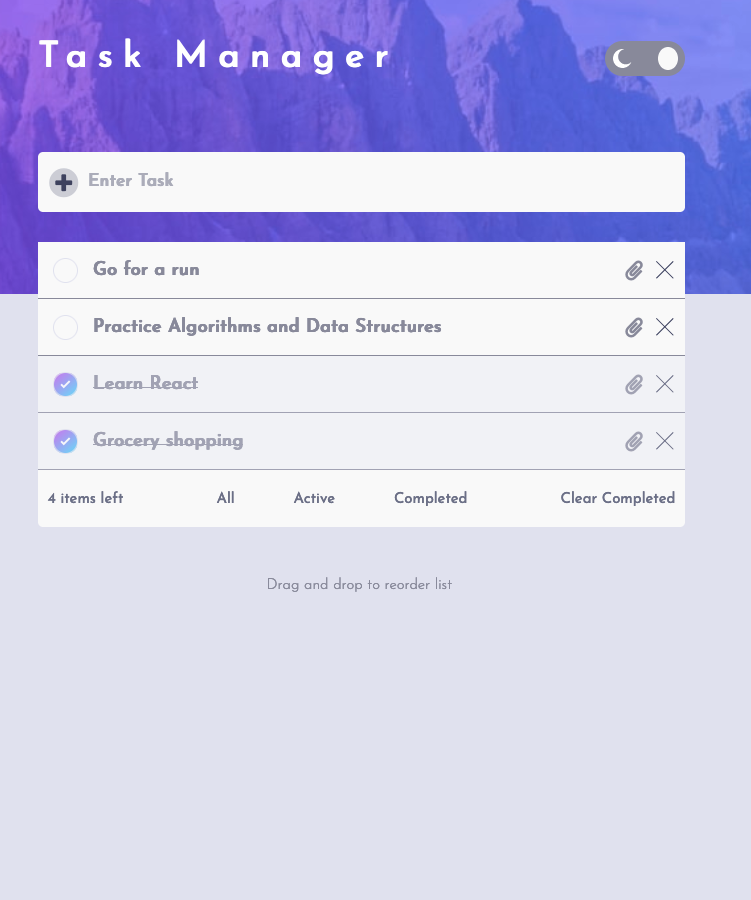 Task Manager
Enter Task
Go for a run
Practice Algorithms and Data Structures
Learn React
Grocery shopping
4 items left All Active Completed Clear Completed
Drag and drop to reorder list